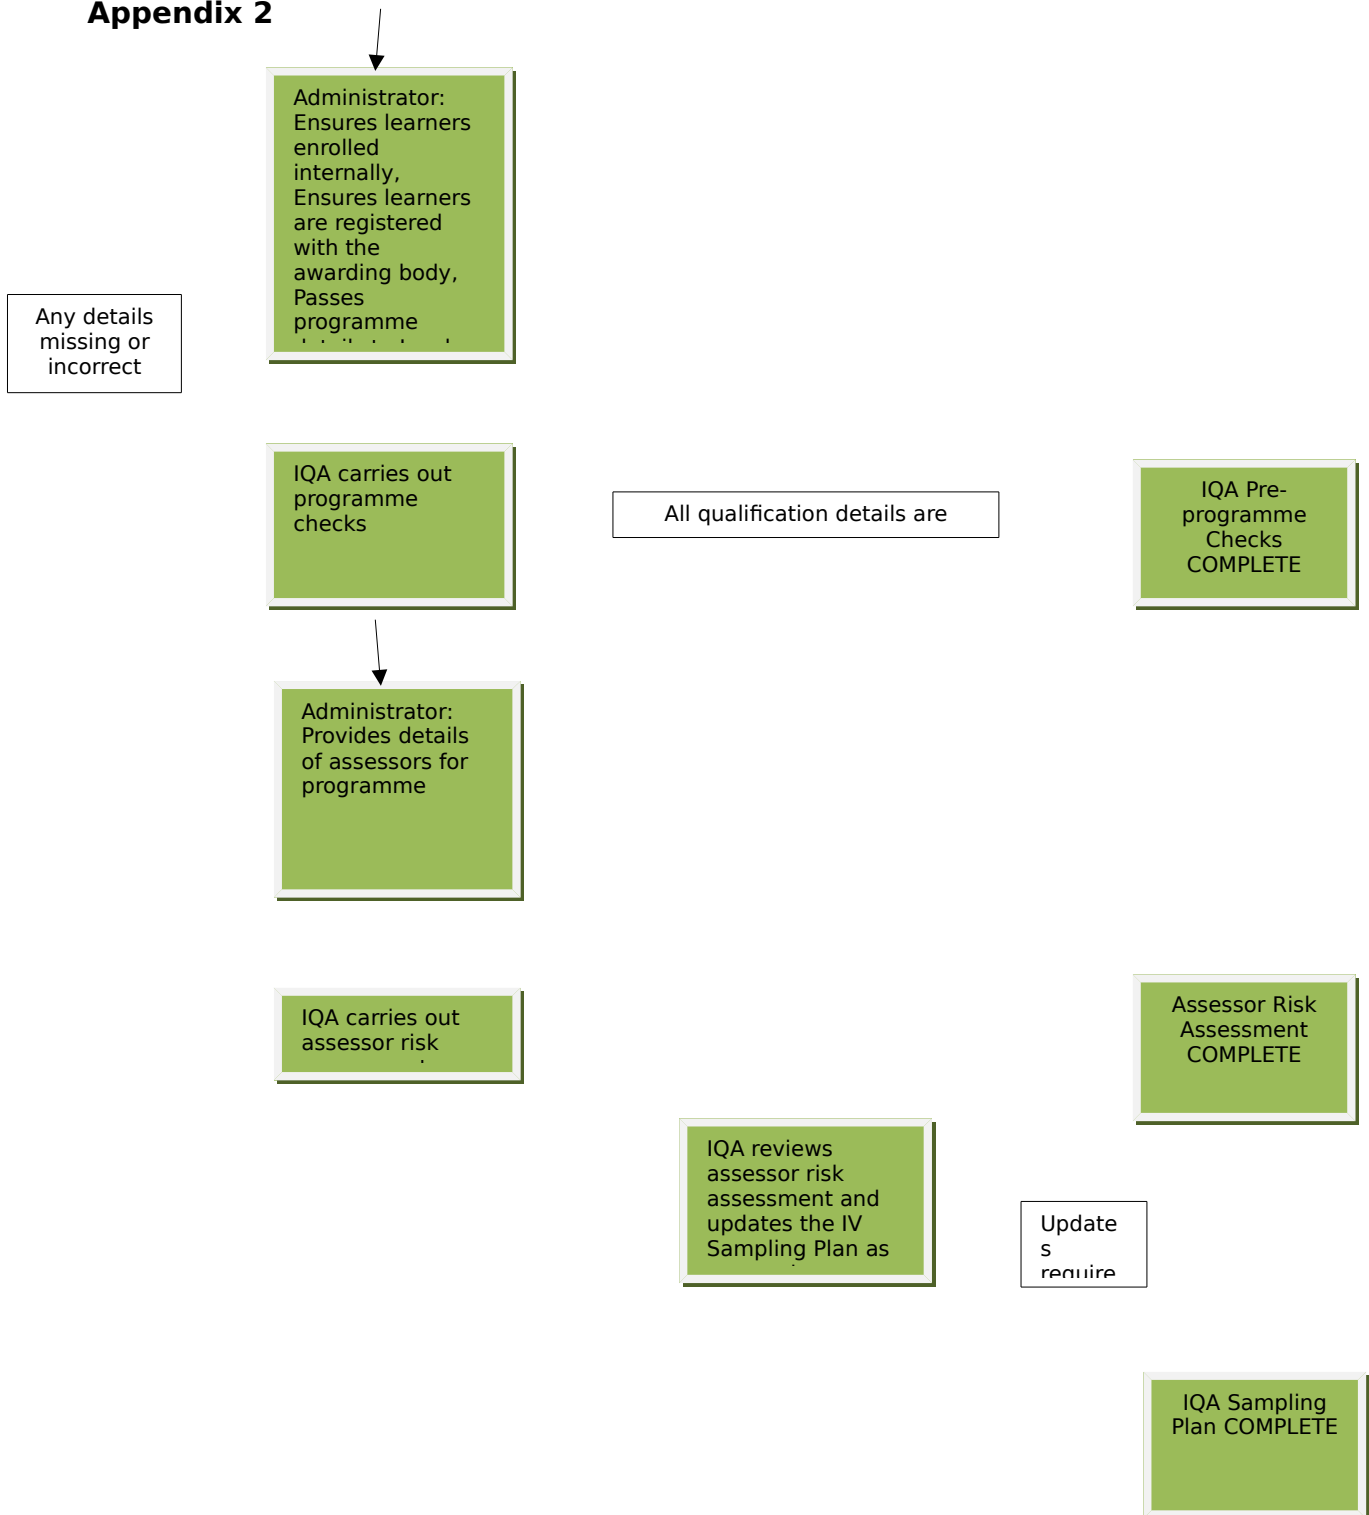 Appendix 2
Administrator:
Ensures learners
enrolled
internally,
Ensures learners
are registered
with the
awarding body,
Passes
programme
Any details
missing or
incorrect
IQA carries out
programme
checks
All qualification details are
IQA Pre-
programme
Checks
COMPLETE
Administrator:
Provides details
of assessors for
programme
IQA carries out
assessor risk
Assessor Risk
Assessment
COMPLETE
IQA reviews
assessor risk
assessment and
updates the IV
Sampling Plan as
Update
s
require
IQA Sampling
Plan COMPLETE